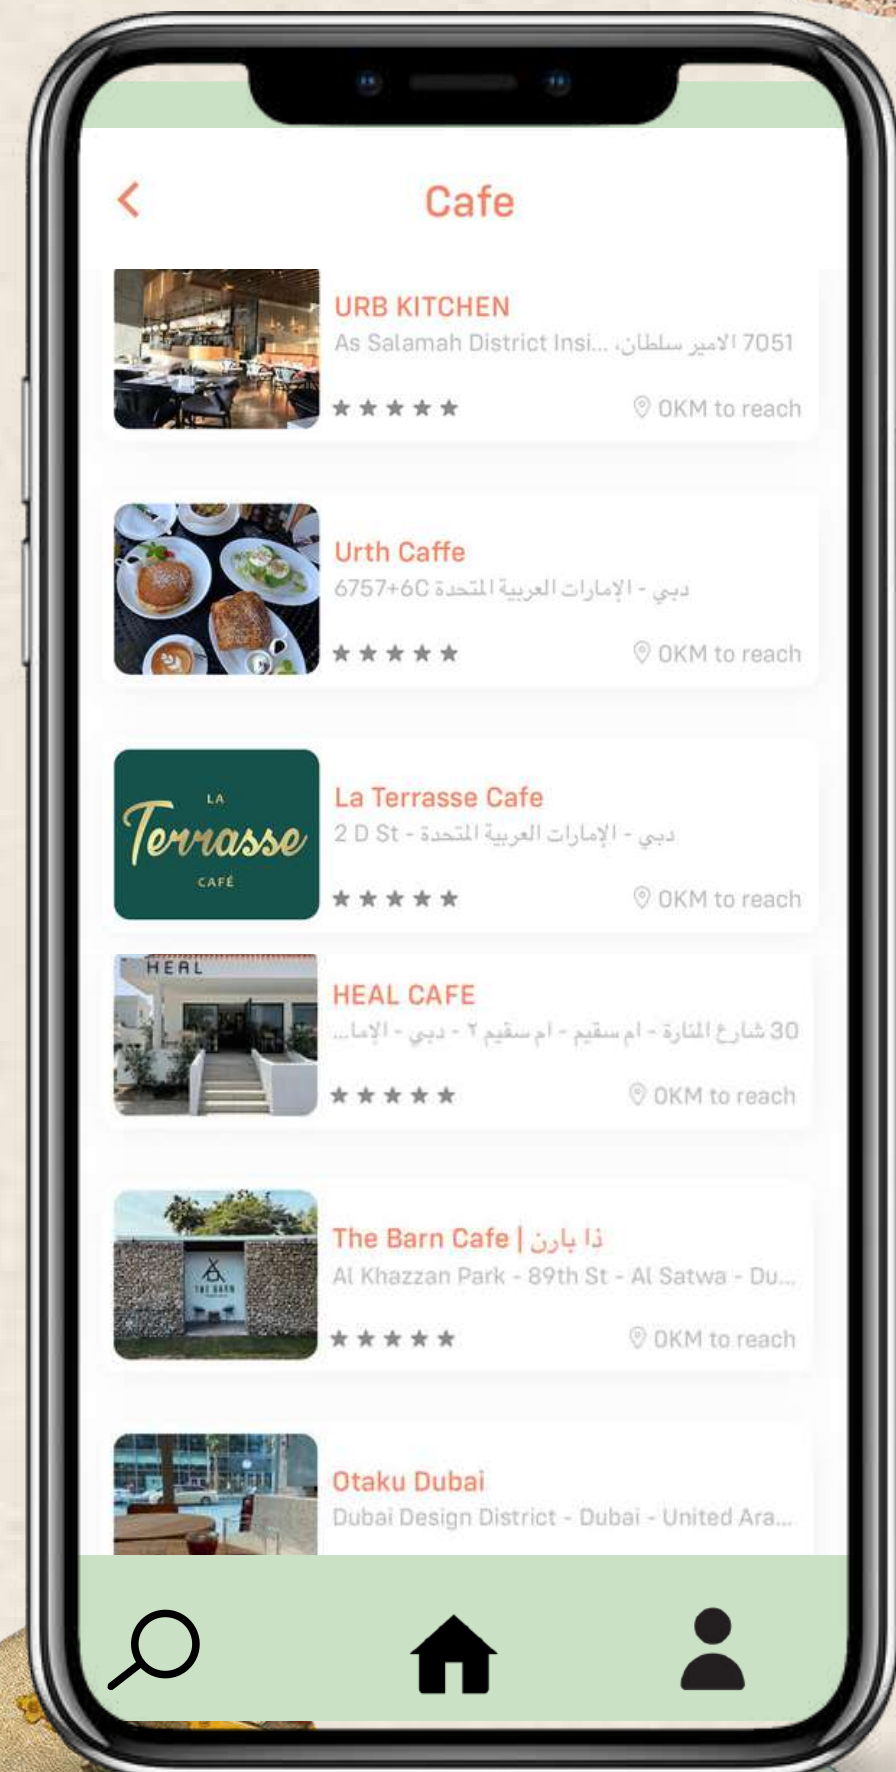 Cafe
URB KITCHEN
As Salamah District Insi... ،7051 الامير سلطان
0KM to reach
Urth Caffe
6757+6C دبي - الإمارات العربية المتحدة
0KM to reach
LA
Terrasse
CAFÉ
La Terrasse Cafe
2 D St - دبي - الإمارات العربية المتحدة
0KM to reach
HEAL
HEAL CAFE
30 شارع المنارة - ام سقيم - ام سقيم ٢ - دبي - الإما...
0KM to reach
THE BARN
The Barn Cafe | ذا بارن
Al Khazzan Park - 89th St - Al Satwa - Du...
0KM to reach
Otaku Dubai
Dubai Design District - Dubai - United Ara...